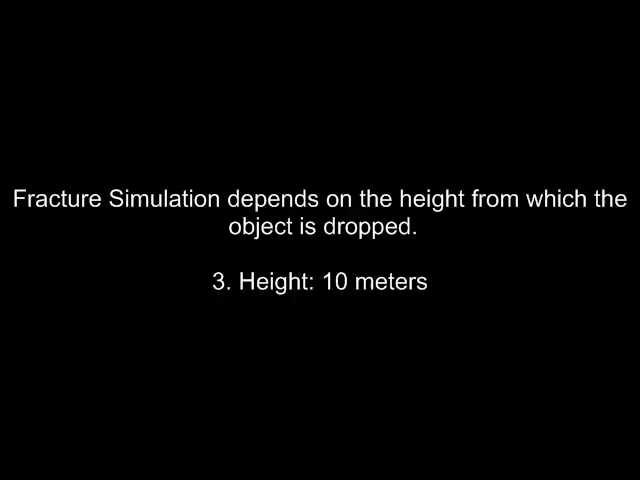 Fracture Simulation depends on the height from which the
object is dropped.
3. Height: 10 meters